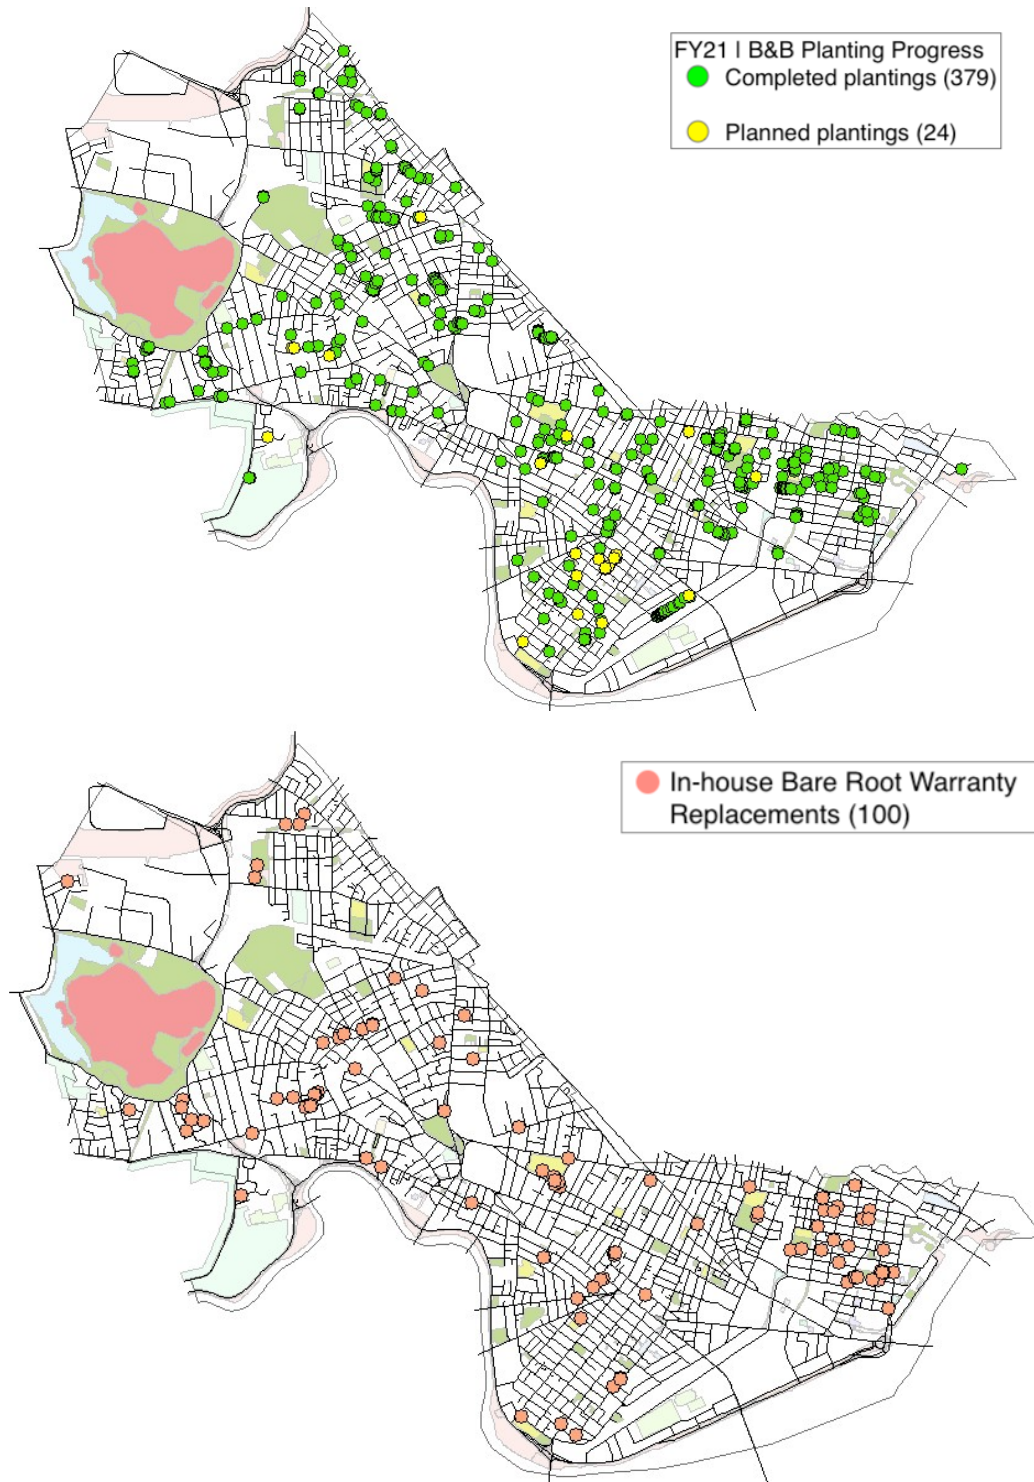 FY21 | B&B Planting Progress
Completed plantings (379)
Planned plantings (24)
In-house Bare Root Warranty
Replacements (100)